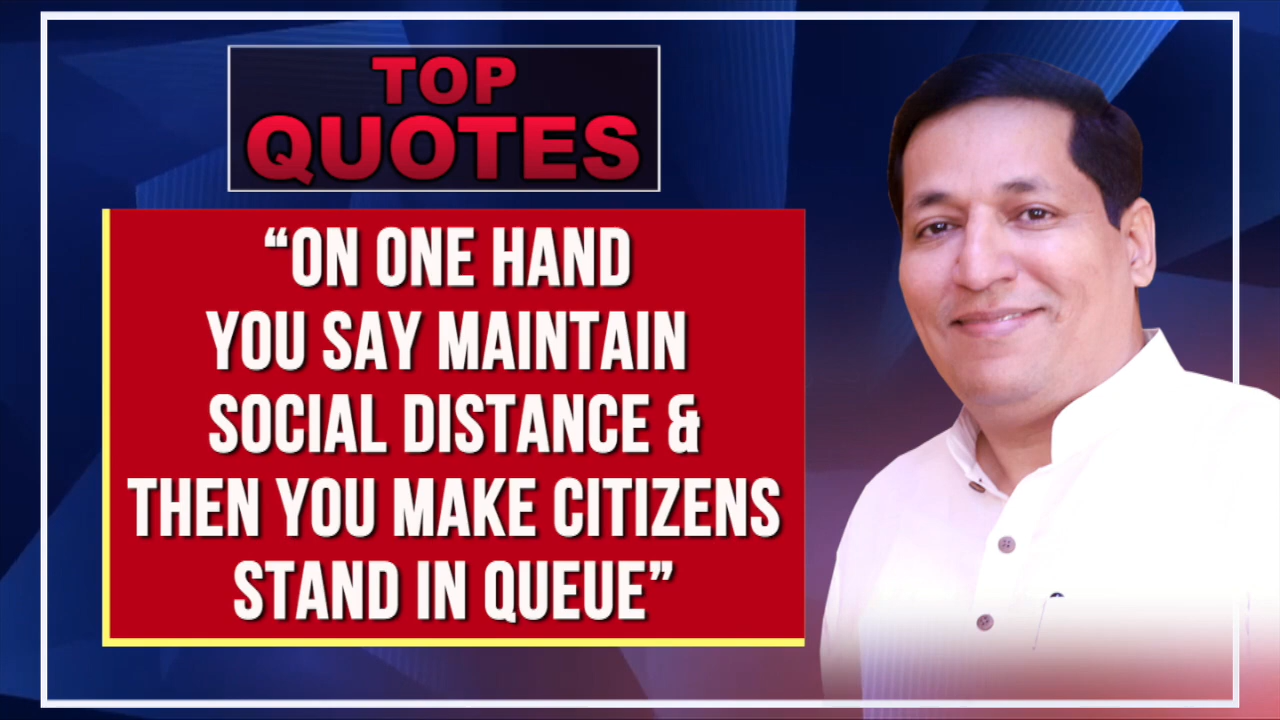 TOP
QUOTES
“ON ONE HAND
YOU SAY MAINTAIN
SOCIAL DISTANCE &
THEN YOU MAKE CITIZENS
STAND IN QUEUE”